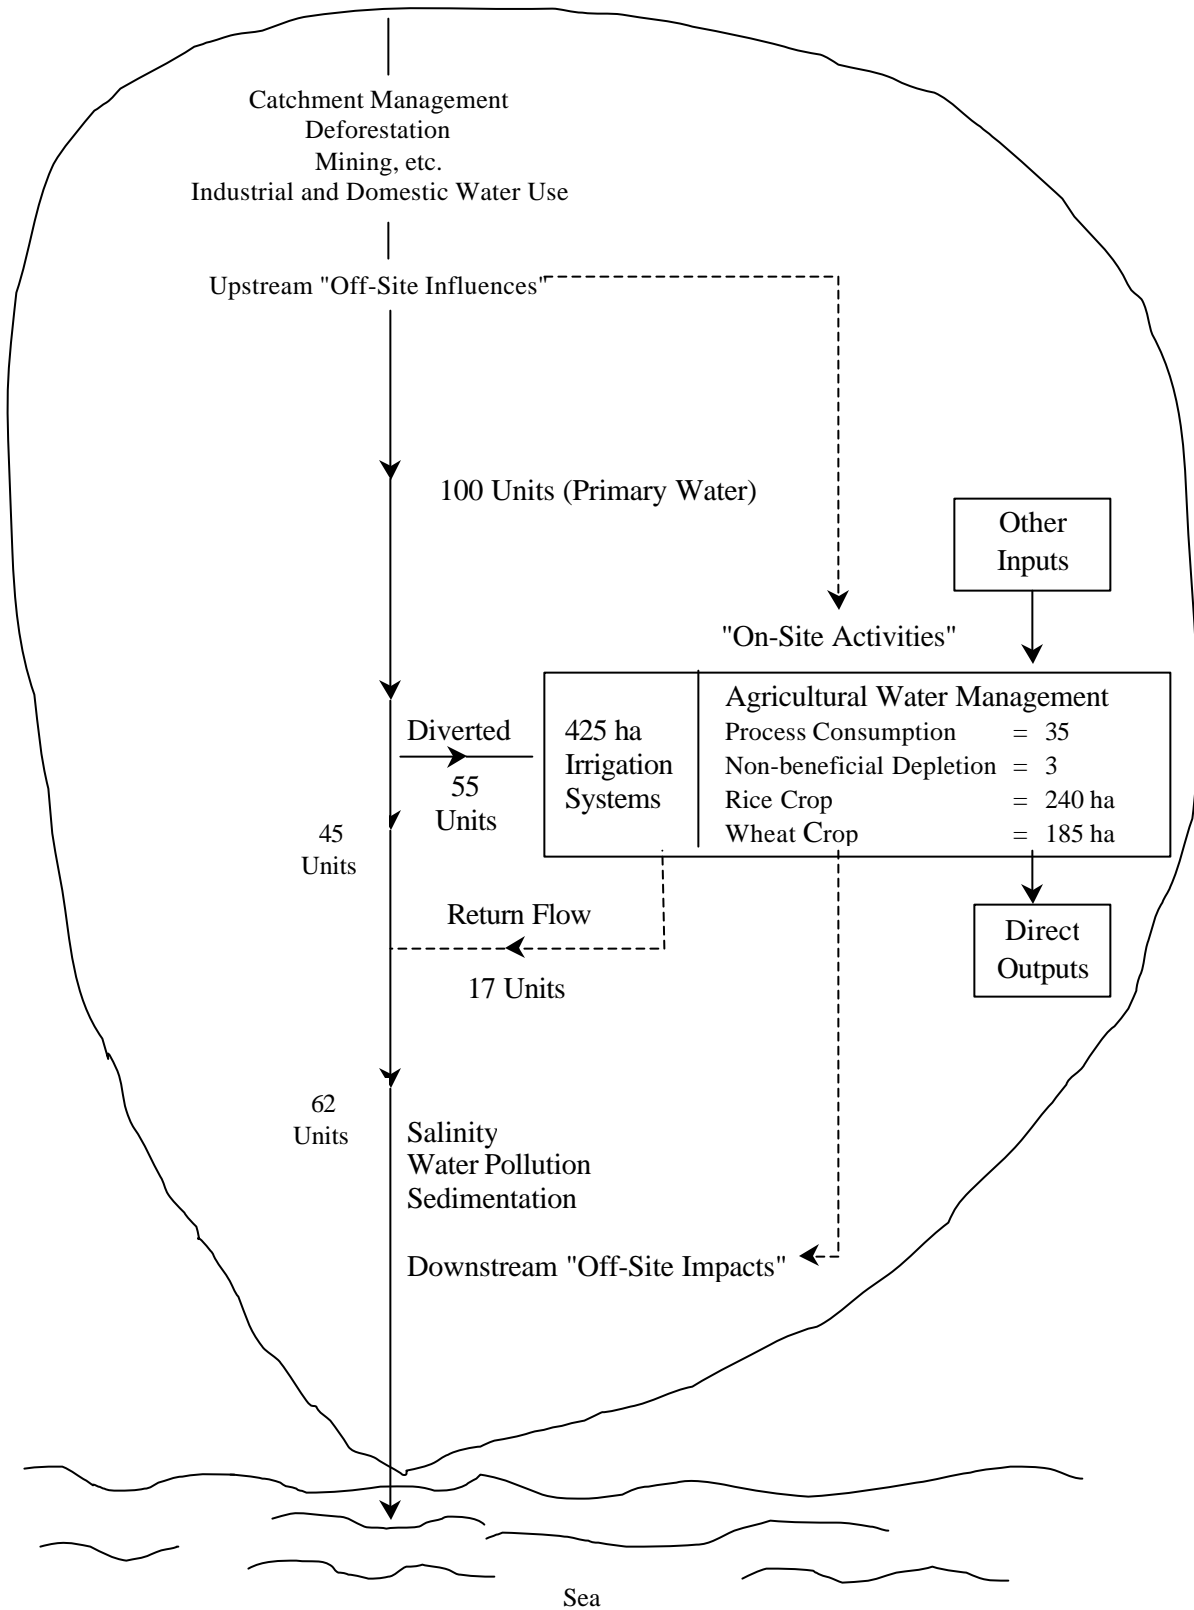 Catchment Management
Deforestation
Mining, etc.
Industrial and Domestic Water Use
Upstream "Off-Site Influences"
100 Units (Primary Water)
Other
Inputs
"On-Site Activities"
Diverted
55
Units
425 ha
Irrigation
Systems
Agricultural Water Management
Process Consumption = 35
Non-beneficial Depletion = 3
Rice Crop = 240 ha
Wheat Crop = 185 ha
45
Units
Return Flow
17 Units
Direct
Outputs
62
Units
Salinity
Water Pollution
Sedimentation
Downstream "Off-Site Impacts"
Sea